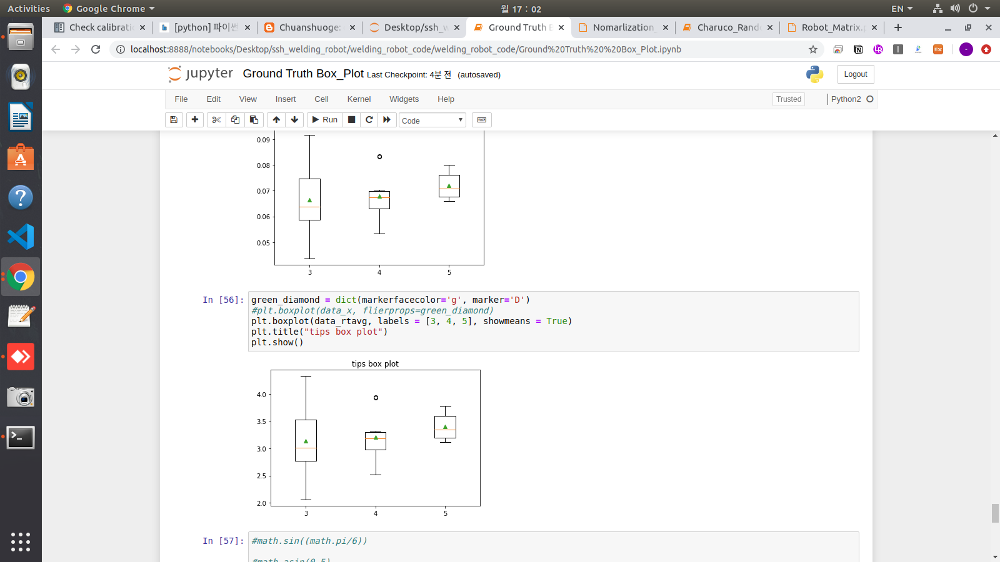 Activities
Google Chrome
월 17 : 02
EN
Check calibrati
[python] 파이썬
Chuanshuoge:
Desktop/ssh_w
Ground Truth B
Nomarlization_
Charuco_Rand
Robot_Matrix.p
localhost:8888/notebooks/Desktop/ssh_welding_robot/welding_robot_code/welding_robot_code/Ground%20Truth%20%20Box_Plot.ipynb
jupyter
Ground Truth Box_Plot Last Checkpoint: 4분 전 (autosaved)
Logout
File Edit View Insert Cell Kernel Widgets Help
Trusted
Python2
Run
Code
0.09
0.08
0.07
0.06
0.05
3 4 5
In [56]:
green_diamond = dict(markerfacecolor='g', marker='D')
#plt.boxplot(data_x, flierprops=green_diamond)
plt.boxplot(data_rtavg, labels = [3, 4, 5], showmeans = True)
plt.title("tips box plot")
plt.show()
tips box plot
4.0
3.5
3.0
2.5
2.0
3 4 5
In [57]:
#math.sin((math.pi/6))
#math.asin(0.5)